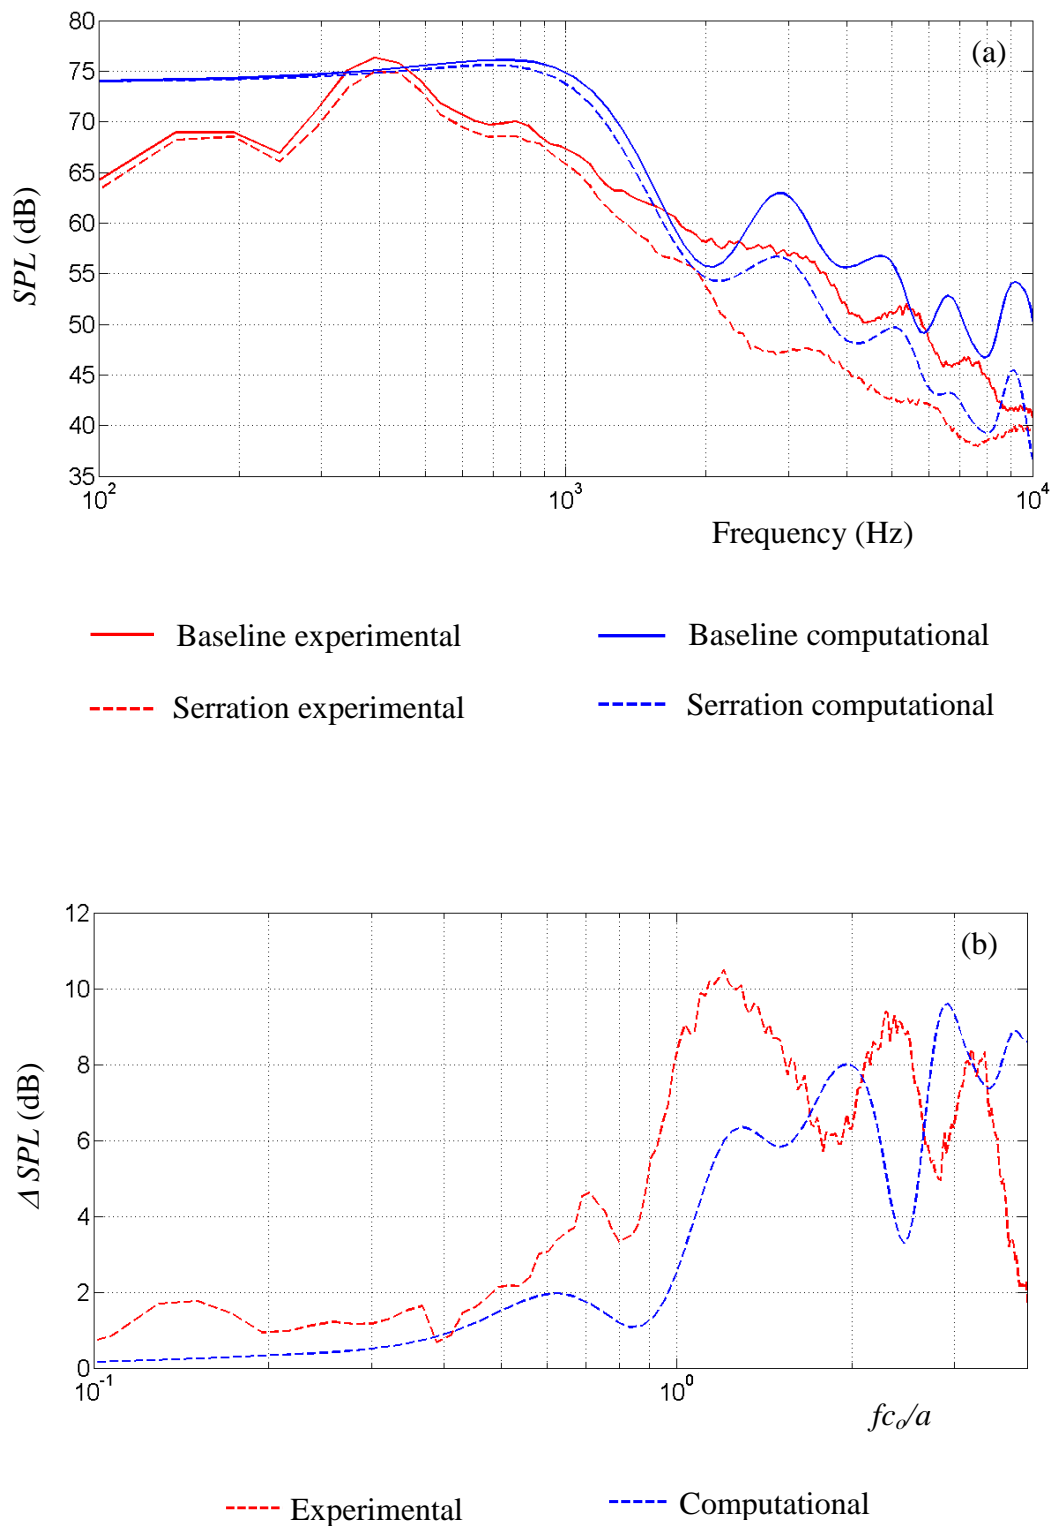 80
75
70
65
60
55
50
45
40
35
SPL (dB)
(a)
10² 10³ 10⁴
Frequency (Hz)
Baseline experimental
Baseline computational
Serration experimental
Serration computational
12
10
8
6
4
2
0
Δ SPL (dB)
(b)
10⁻¹ 10⁰
fcₒ/a
Experimental
Computational